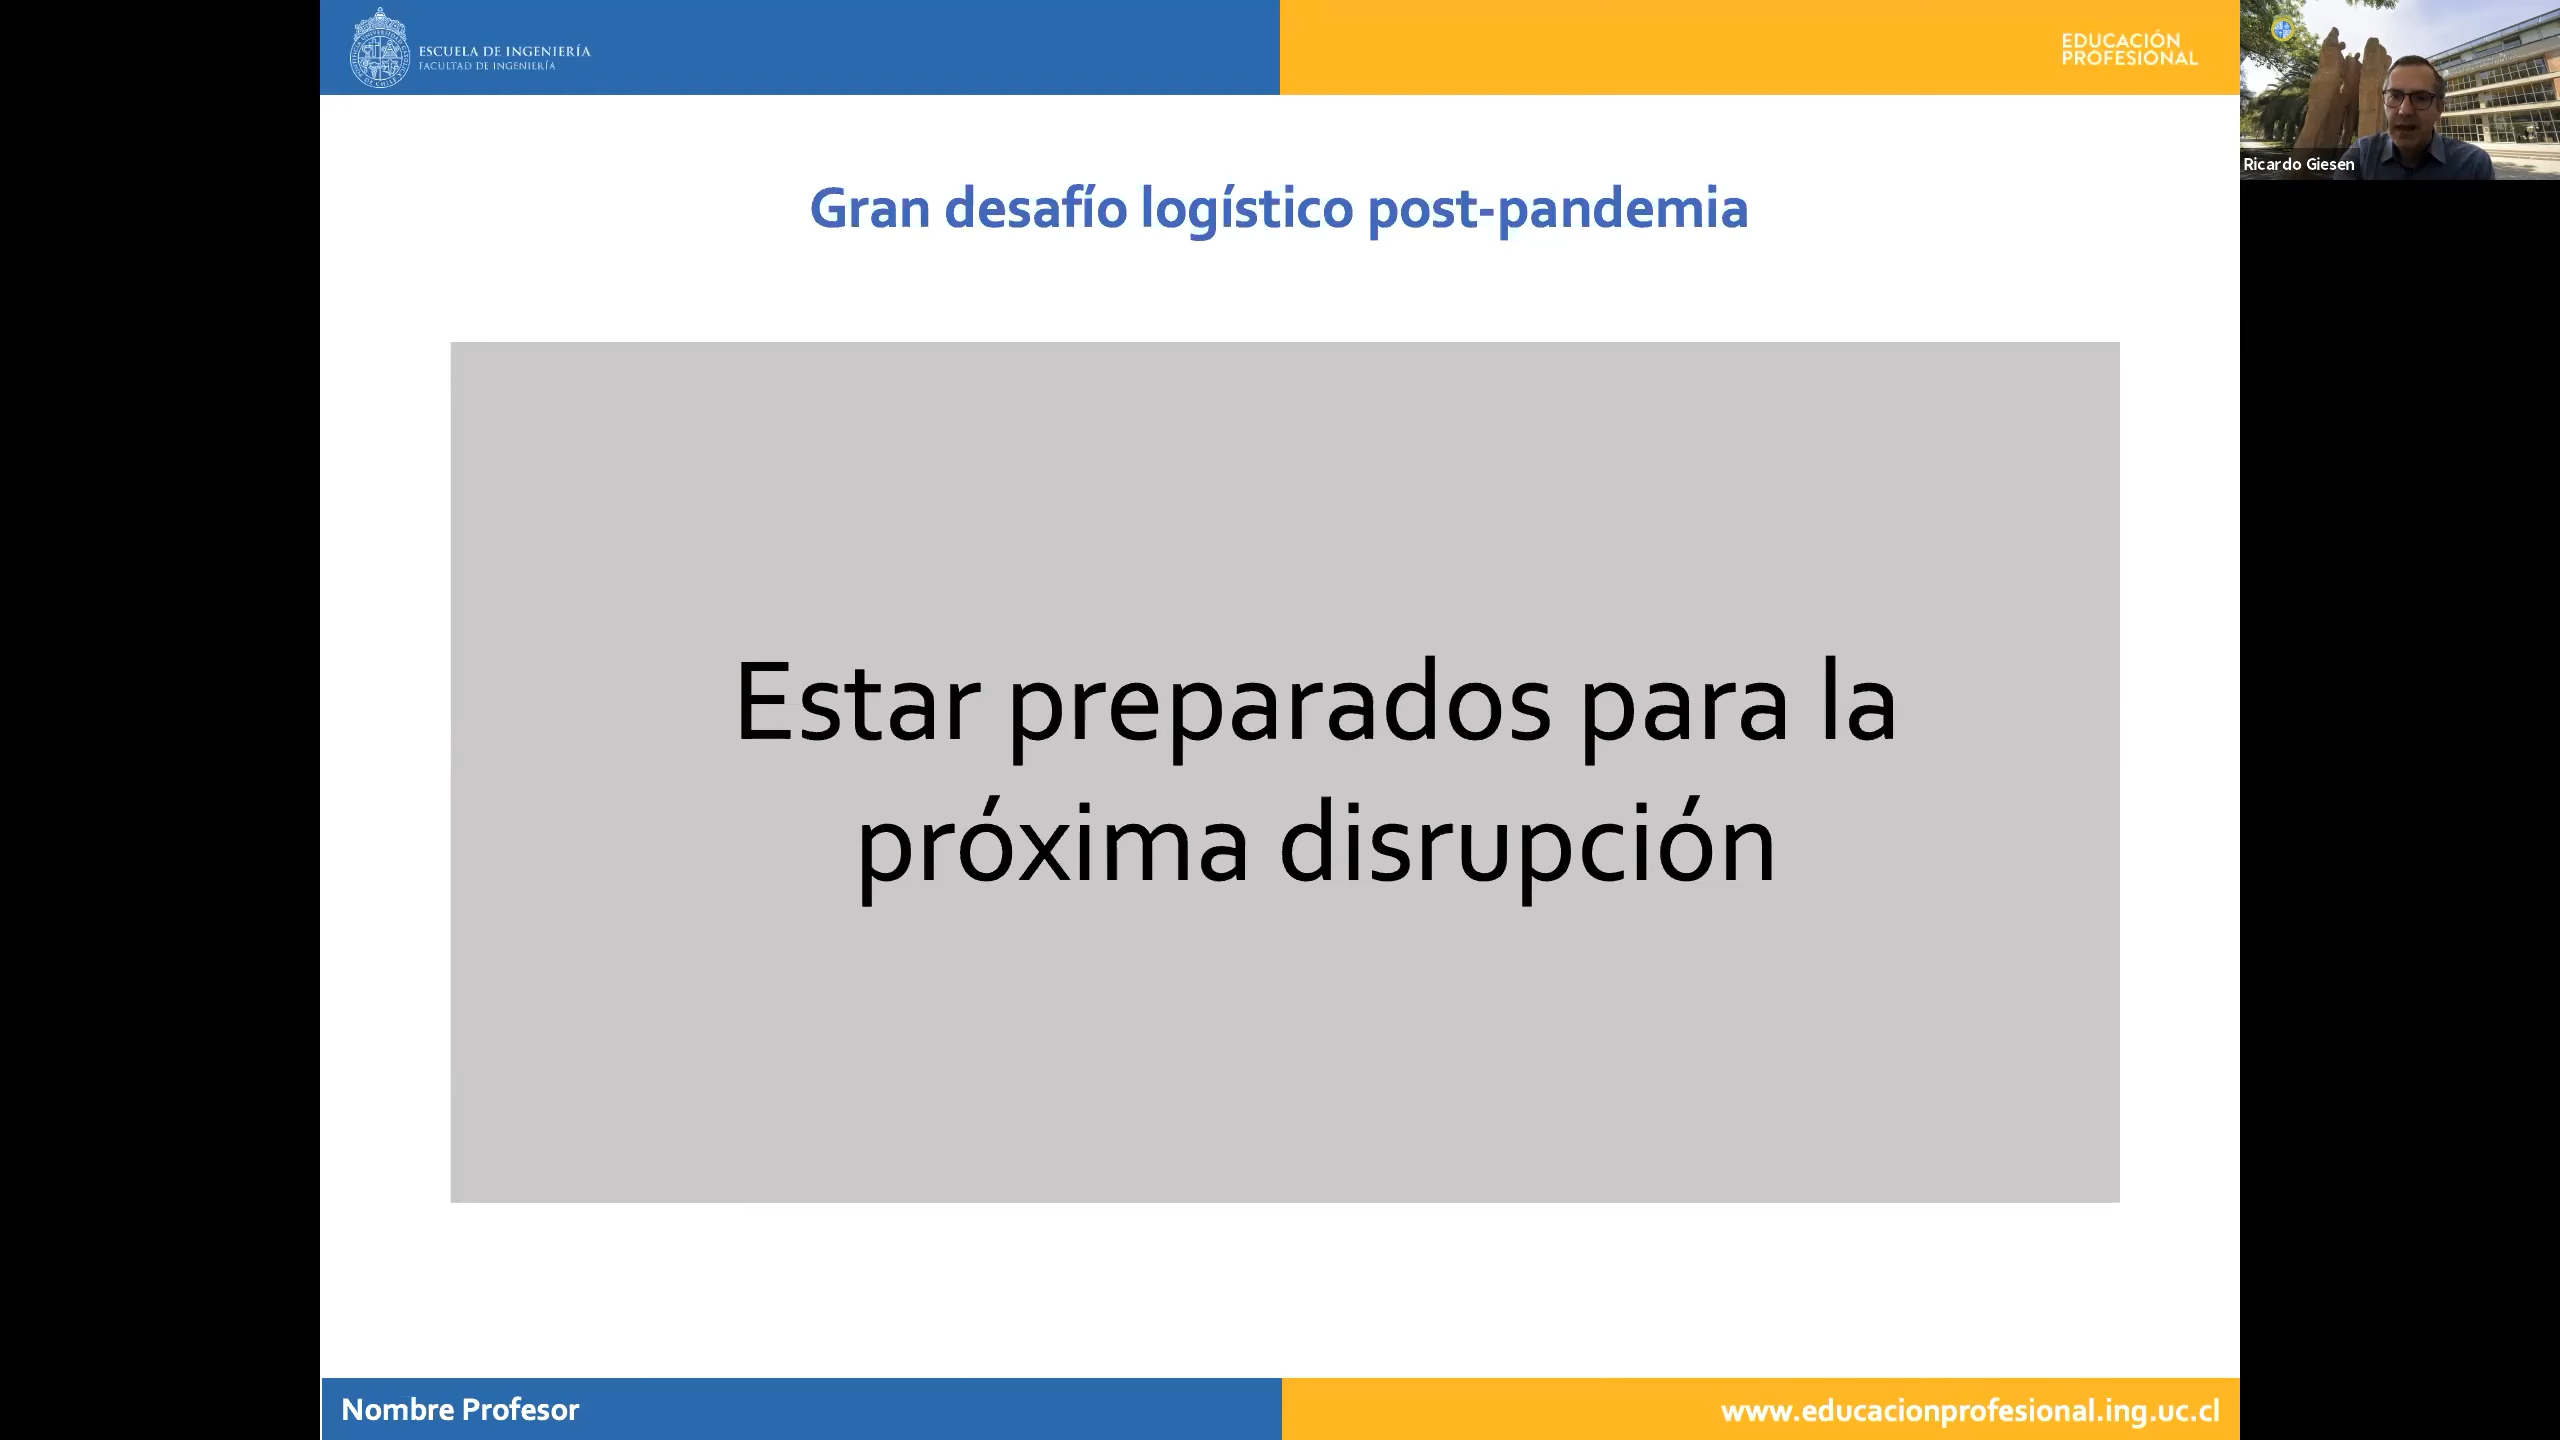 ESCUELA DE INGENIERÍA
FACULTAD DE INGENIERÍA
EDUCACIÓN
PROFESIONAL
Ricardo Giesen
Gran desafío logístico post-pandemia
Estar preparados para la
próxima disrupción
Nombre Profesor
www.educacionprofesional.ing.uc.cl